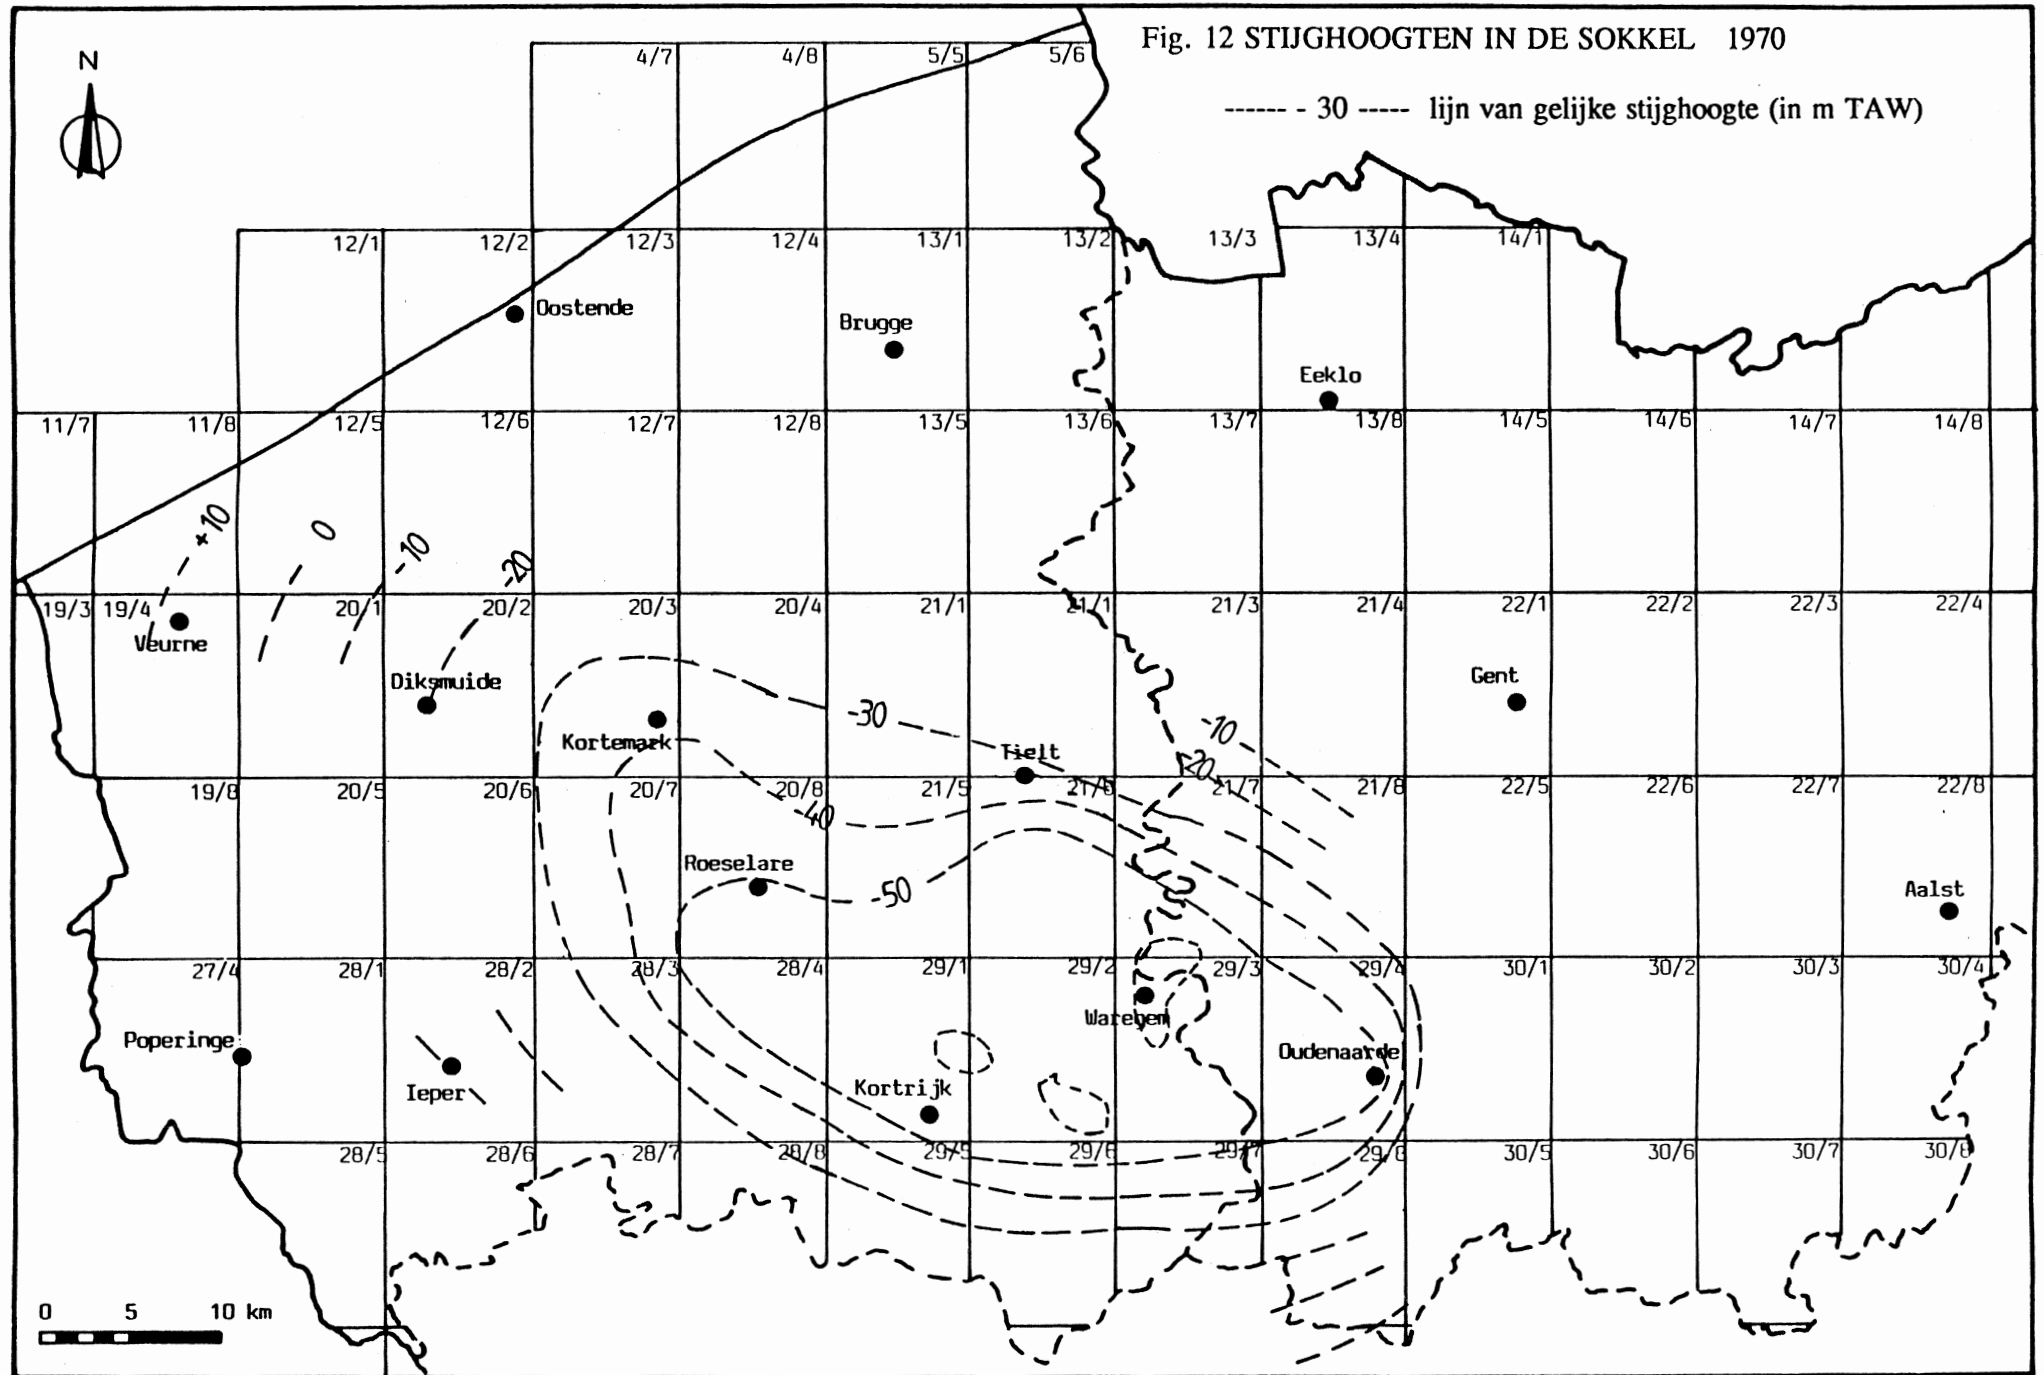 Fig. 12 STIJGHOOGTEN IN DE SOKKEL 1970
------ - 30 ----- lijn van gelijke stijghoogte (in m TAW)
N
4/7 4/8 5/5 5/6
12/1 12/2 12/3 12/4 13/1 13/2 13/3 13/4 14/1
Oostende
Brugge
Eeklo
11/7 11/8 12/5 12/6 12/7 12/8 13/5 13/6 13/7 13/8 14/5 14/6 14/7 14/8
+10 0 -10 -20
19/3 19/4 20/1 20/2 20/3 20/4 21/1 21/1 21/3 21/4 22/1 22/2 22/3 22/4
Veurne
Diksmuide
Gent
-30
-10
Kortemark
Tielt
-20
19/8 20/5 20/6 20/7 20/8 21/5 21/6 21/7 21/8 22/5 22/6 22/7 22/8
-40
Roeselare
-50
Aalst
27/4 28/1 28/2 28/3 28/4 29/1 29/2 29/3 29/4 30/1 30/2 30/3 30/4
Waregem
Poperinge
Ieper
Kortrijk
Oudenaarde
28/5 28/6 28/7 28/8 29/5 29/6 29/7 29/8 30/5 30/6 30/7 30/8
0 5 10 km